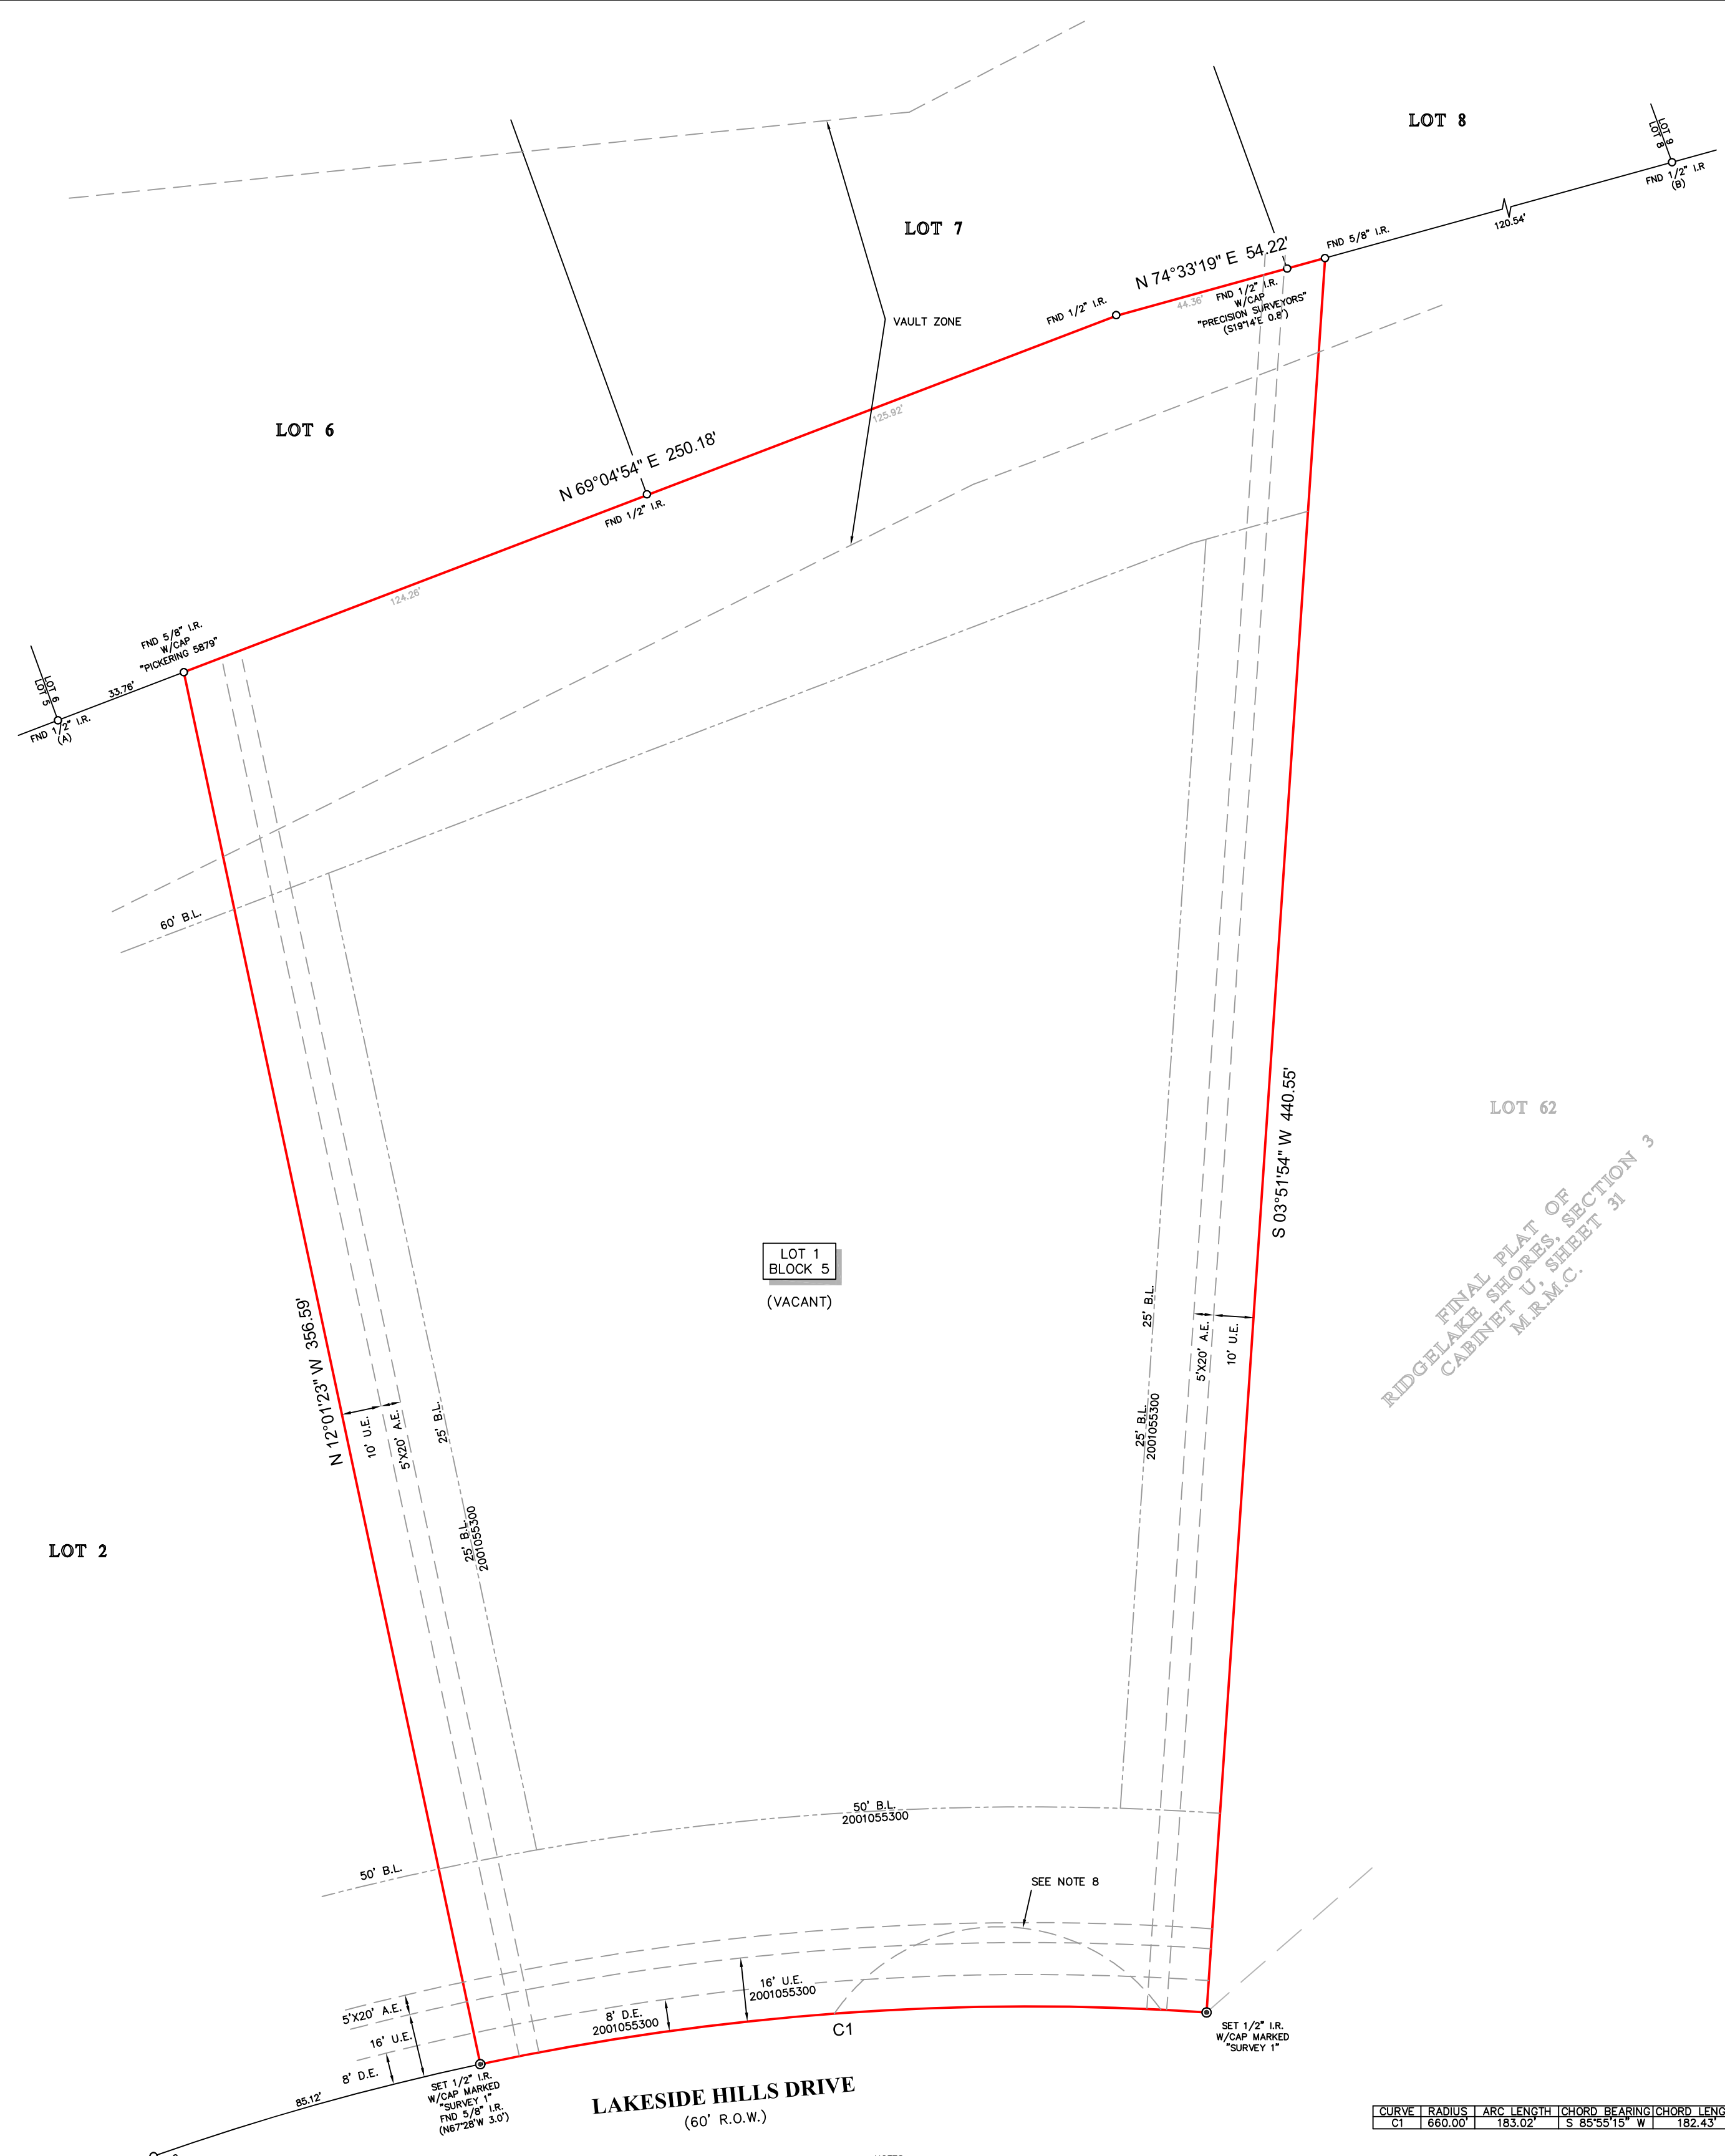 LOT 8
LOT 9
LOT 8
FND 1/2" I.R
(B)
120.54'
FND 5/8" I.R.
LOT 7
N 74°33'19" E 54.22'
44.36'
FND 1/2" I.R.
W/CAP
"PRECISION SURVEYORS"
(S19°14'E 0.8')
FND 1/2" I.R.
VAULT ZONE
125.92'
LOT 6
N 69°04'54" E 250.18'
FND 1/2" I.R.
124.26'
FND 5/8" I.R.
W/CAP
"PICKERING 5879"
33.76'
LOT 6
LOT 5
FND 1/2" I.R.
(A)
60' B.L.
S 03°51'54" W 440.55'
LOT 62
FINAL PLAT OF
RIDGELAKE SHORES, SECTION 3
CABINET U, SHEET 31
M.R.M.C.
LOT 1
BLOCK 5
(VACANT)
25' B.L.
5'X20' A.E.
10' U.E.
25' B.L.
2001055300
N 12°01'23" W 356.59'
10' U.E.
5'X20' A.E.
25' B.L.
25' B.L.
2001055300
LOT 2
50' B.L.
2001055300
50' B.L.
SEE NOTE 8
16' U.E.
2001055300
8' D.E.
2001055300
5'X20' A.E.
16' U.E.
8' D.E.
C1
SET 1/2" I.R.
W/CAP MARKED
"SURVEY 1"
SET 1/2" I.R.
W/CAP MARKED
"SURVEY 1"
FND 5/8" I.R.
(N67°28'W 3.0')
85.12'
LAKESIDE HILLS DRIVE
(60' R.O.W.)
CURVE RADIUS ARC LENGTH CHORD BEARING CHORD LENG
C1 660.00' 183.02' S 85°55'15" W 182.43'